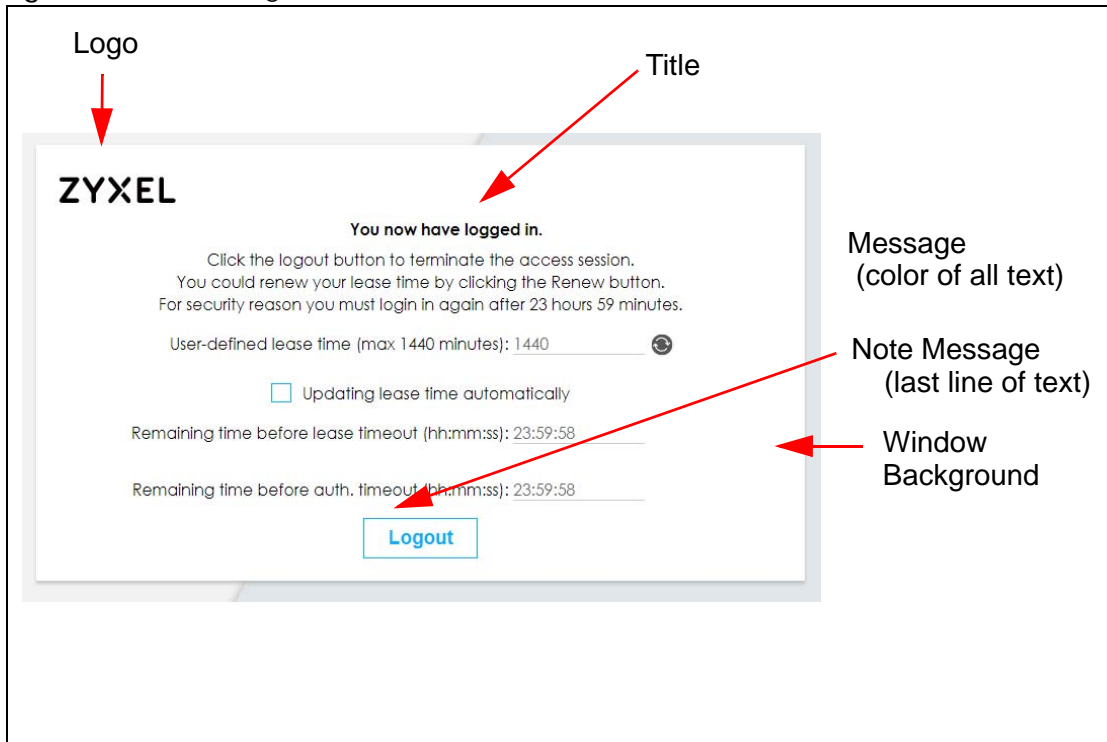 Logo
Title
ZYXEL
You now have logged in.
Click the logout button to terminate the access session.
You could renew your lease time by clicking the Renew button.
For security reason you must login in again after 23 hours 59 minutes.
Message
(color of all text)
User-defined lease time (max 1440 minutes): 1440
Note Message
(last line of text)
Updating lease time automatically
Remaining time before lease timeout (hh:mm:ss): 23:59:58
Window
Background
Remaining time before auth. timeout (hh:mm:ss): 23:59:58
Logout